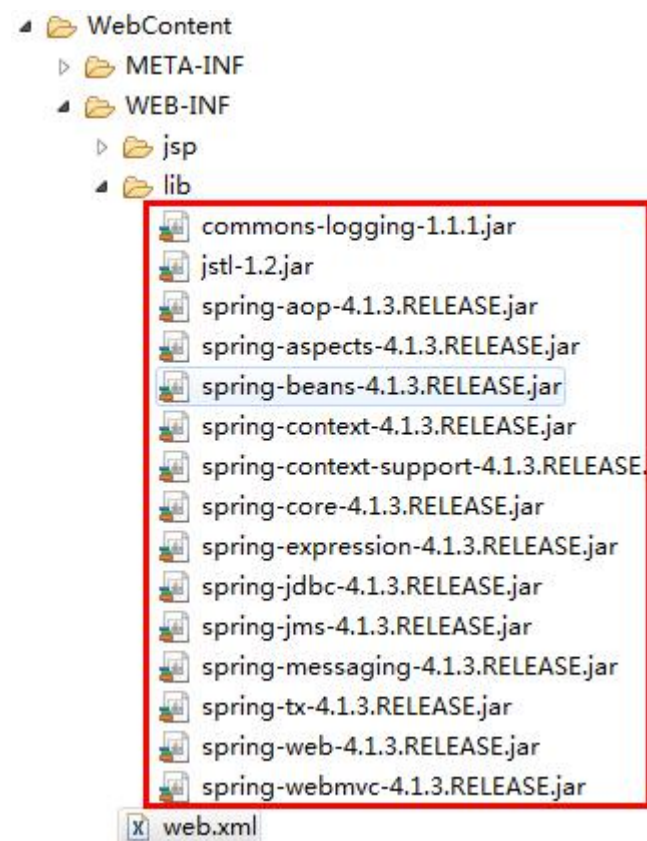 WebContent
META-INF
WEB-INF
jsp
lib
commons-logging-1.1.1.jar
jstl-1.2.jar
spring-aop-4.1.3.RELEASE.jar
spring-aspects-4.1.3.RELEASE.jar
spring-beans-4.1.3.RELEASE.jar
spring-context-4.1.3.RELEASE.jar
spring-context-support-4.1.3.RELEASE.
spring-core-4.1.3.RELEASE.jar
spring-expression-4.1.3.RELEASE.jar
spring-jdbc-4.1.3.RELEASE.jar
spring-jms-4.1.3.RELEASE.jar
spring-messaging-4.1.3.RELEASE.jar
spring-tx-4.1.3.RELEASE.jar
spring-web-4.1.3.RELEASE.jar
spring-webmvc-4.1.3.RELEASE.jar
web.xml